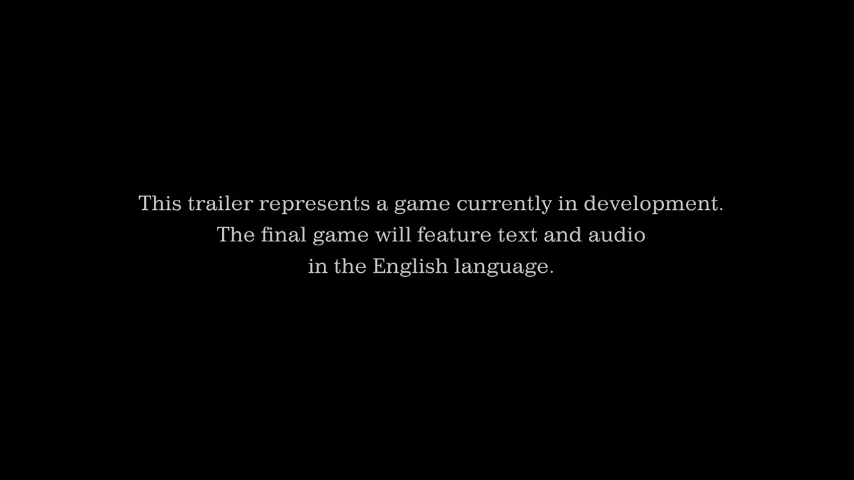 This trailer represents a game currently in development.
The final game will feature text and audio
in the English language.